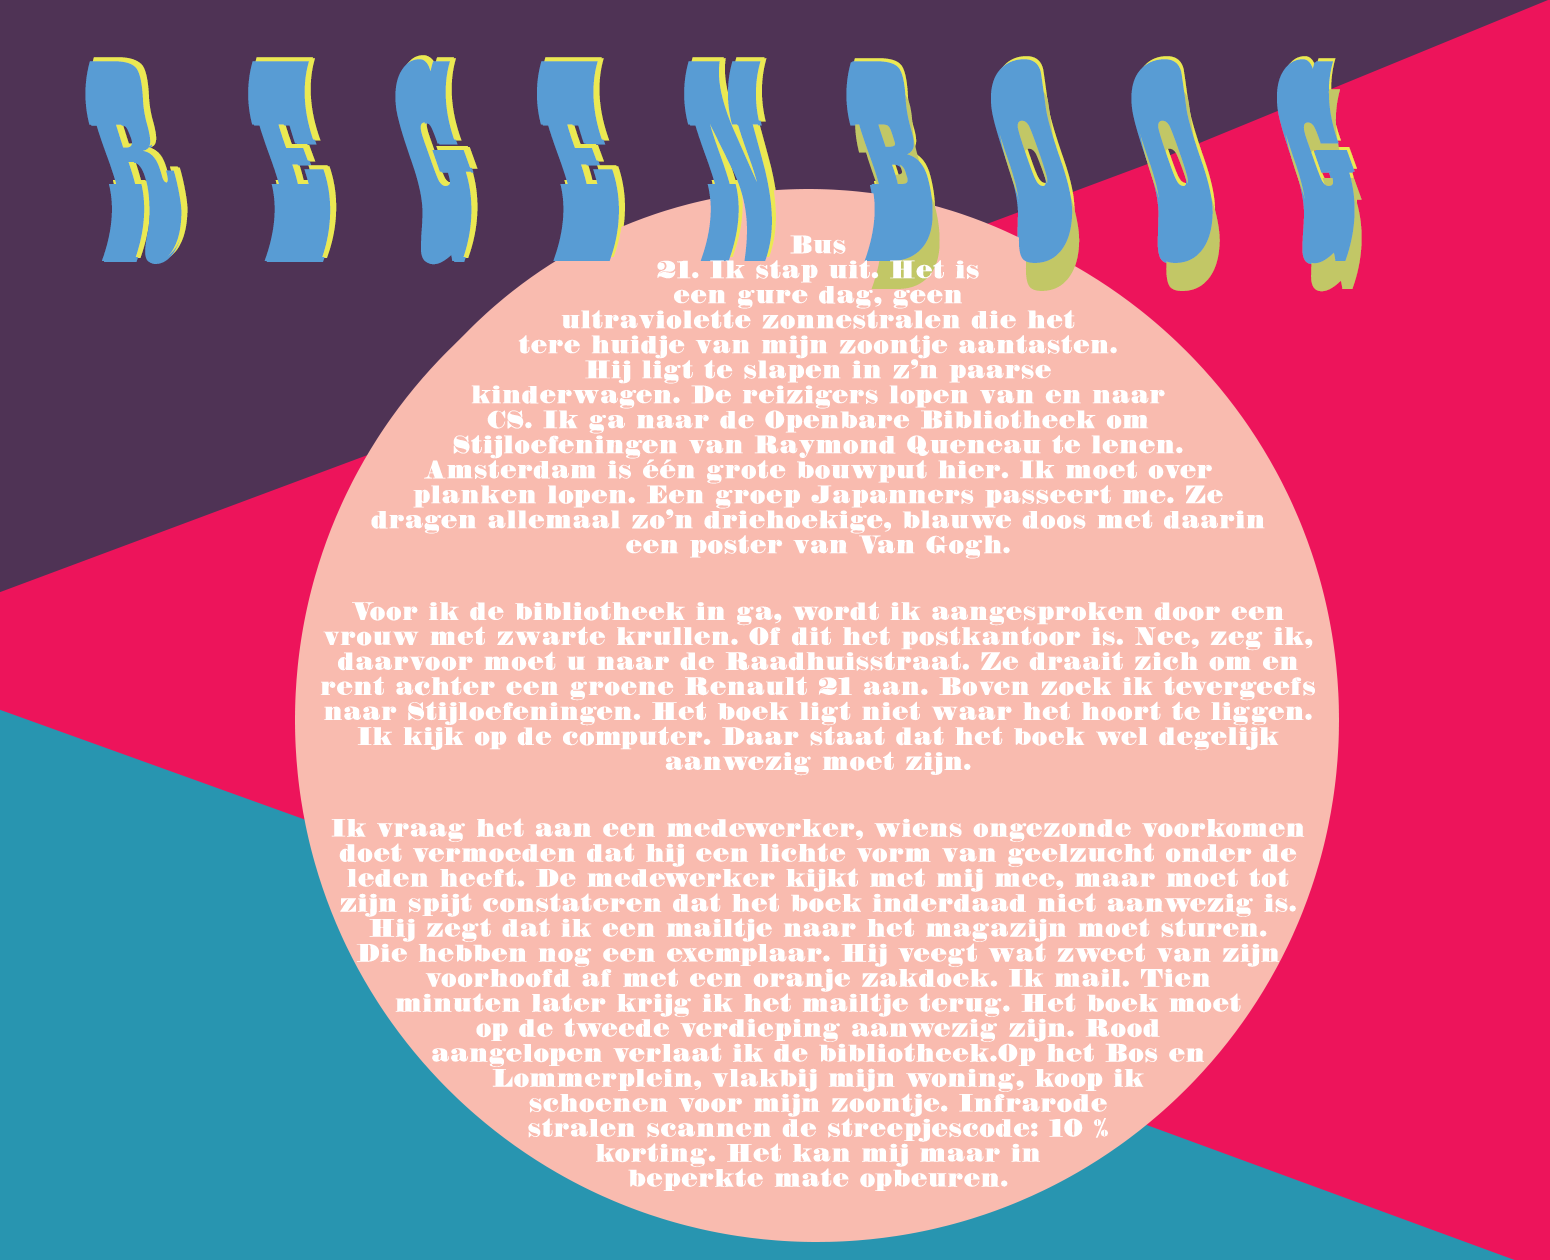 REGENBOOG
Bus
21. Ik stap uit. Het is
een gure dag, geen
ultraviolette zonnestralen die het
tere huidje van mijn zoontje aantasten.
Hij ligt te slapen in z’n paarse
kinderwagen. De reizigers lopen van en naar
CS. Ik ga naar de Openbare Bibliotheek om
Stijloefeningen van Raymond Queneau te lenen.
Amsterdam is één grote bouwput hier. Ik moet over
planken lopen. Een groep Japanners passeert me. Ze
dragen allemaal zo’n driehoekige, blauwe doos met daarin
een poster van Van Gogh.
Voor ik de bibliotheek in ga, wordt ik aangesproken door een
vrouw met zwarte krullen. Of dit het postkantoor is. Nee, zeg ik,
daarvoor moet u naar de Raadhuisstraat. Ze draait zich om en
rent achter een groene Renault 21 aan. Boven zoek ik tevergeefs
naar Stijloefeningen. Het boek ligt niet waar het hoort te liggen.
Ik kijk op de computer. Daar staat dat het boek wel degelijk
aanwezig moet zijn.
Ik vraag het aan een medewerker, wiens ongezonde voorkomen
doet vermoeden dat hij een lichte vorm van geelzucht onder de
leden heeft. De medewerker kijkt met mij mee, maar moet tot
zijn spijt constateren dat het boek inderdaad niet aanwezig is.
Hij zegt dat ik een mailtje naar het magazijn moet sturen.
Die hebben nog een exemplaar. Hij veegt wat zweet van zijn
voorhoofd af met een oranje zakdoek. Ik mail. Tien
minuten later krijg ik het mailtje terug. Het boek moet
op de tweede verdieping aanwezig zijn. Rood
aangelopen verlaat ik de bibliotheek.Op het Bos en
Lommerplein, vlakbij mijn woning, koop ik
schoenen voor mijn zoontje. Infrarode
stralen scannen de streepjescode: 10 %
korting. Het kan mij maar in
beperkte mate opbeuren.